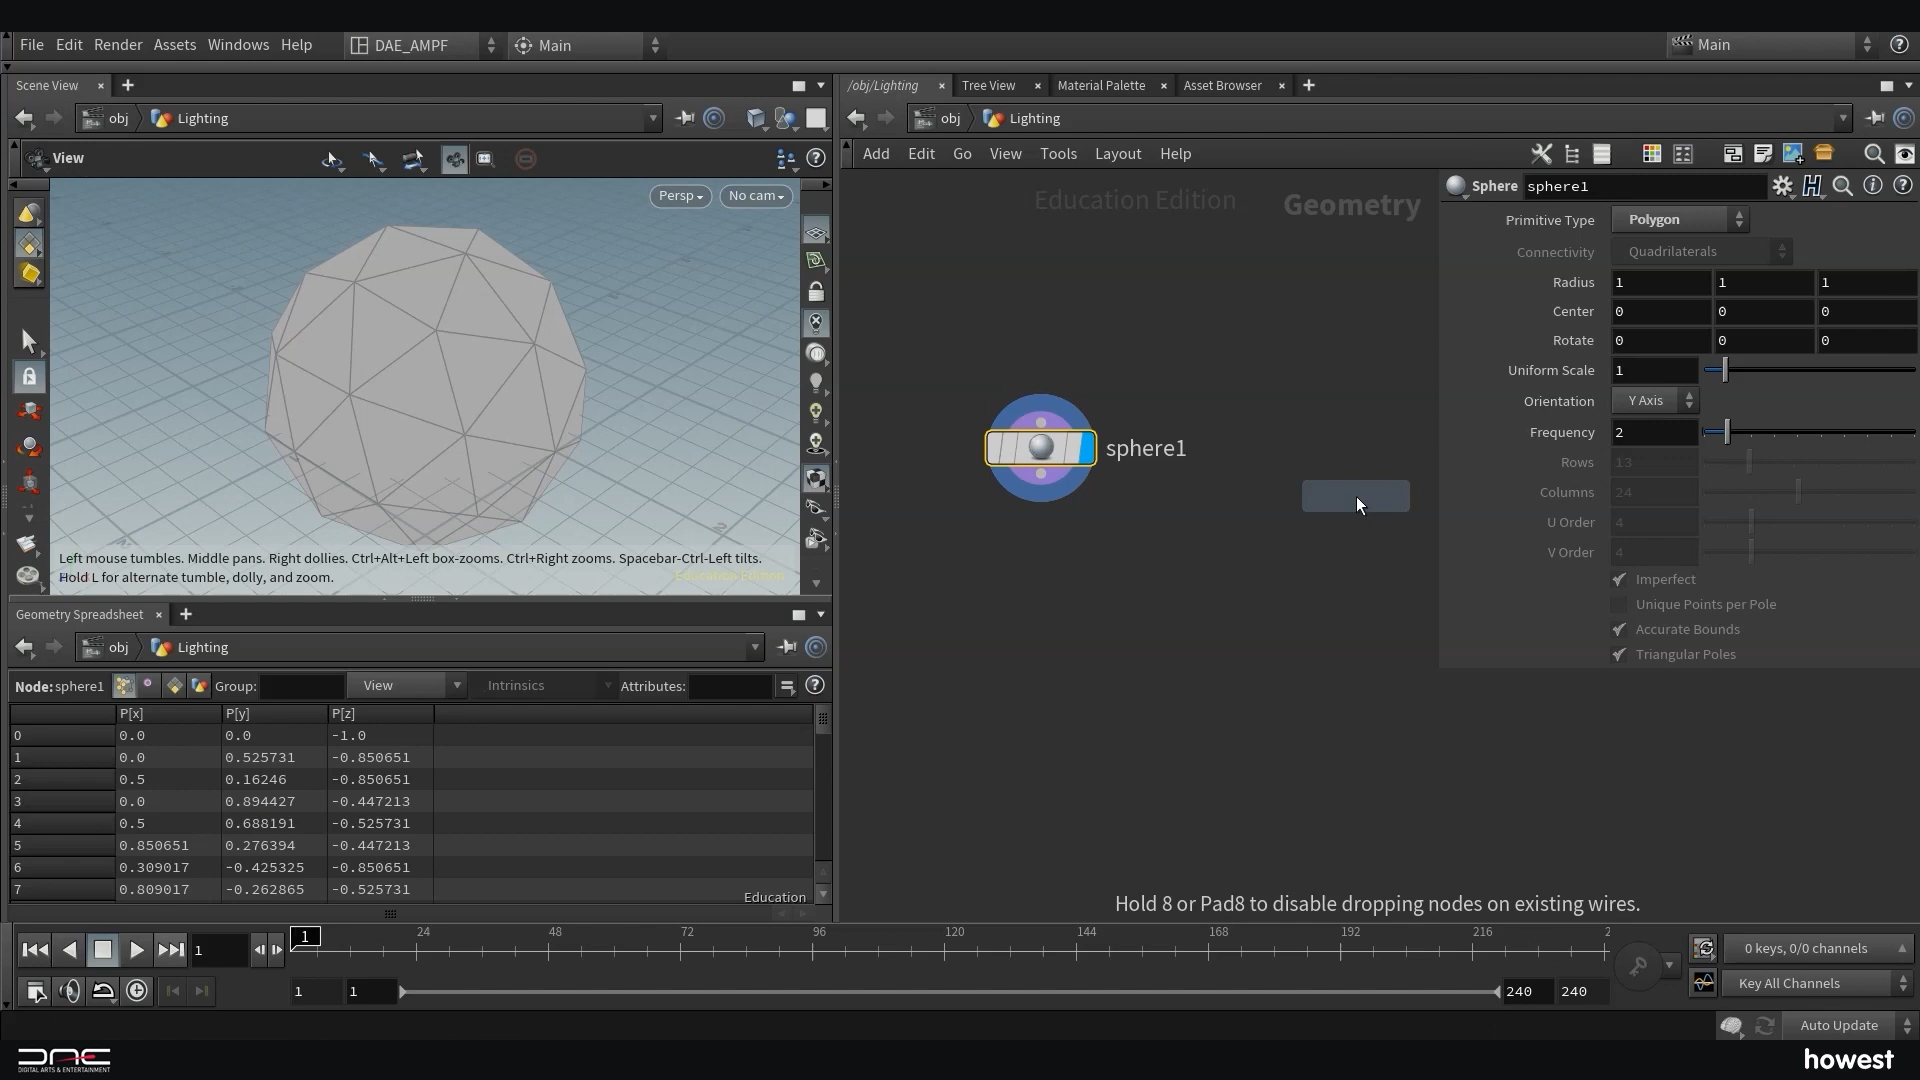 File Edit Render Assets Windows Help DAE_AMPF Main Main
Scene View
obj Lighting
View
Persp No cam
Left mouse tumbles. Middle pans. Right dollies. Ctrl+Alt+Left box-zooms. Ctrl+Right zooms. Spacebar-Ctrl-Left tilts.
Hold L for alternate tumble, dolly, and zoom.
Education Edition
Geometry Spreadsheet
obj Lighting
Node: sphere1 Group: View Intrinsics Attributes:
P[x] P[y] P[z]
0 0.0 0.0 -1.0
1 0.0 0.525731 -0.850651
2 0.5 0.16246 -0.850651
3 0.0 0.894427 -0.447213
4 0.5 0.688191 -0.525731
5 0.850651 0.276394 -0.447213
6 0.309017 -0.425325 -0.850651
7 0.809017 -0.262865 -0.525731
Education
/obj/Lighting Tree View Material Palette Asset Browser
obj Lighting
Add Edit Go View Tools Layout Help
Education Edition Geometry
sphere1
Hold 8 or Pad8 to disable dropping nodes on existing wires.
Sphere sphere1
Primitive Type Polygon
Connectivity Quadrilaterals
Radius 1 1 1
Center 0 0 0
Rotate 0 0 0
Uniform Scale 1
Orientation Y Axis
Frequency 2
Rows 13
Columns 24
U Order 4
V Order 4
Imperfect
Unique Points per Pole
Accurate Bounds
Triangular Poles
1 1 24 48 72 96 120 144 168 192 216 2
0 keys, 0/0 channels
1 1 240 240
Key All Channels
Auto Update
DAE
DIGITAL ARTS & ENTERTAINMENT
howest